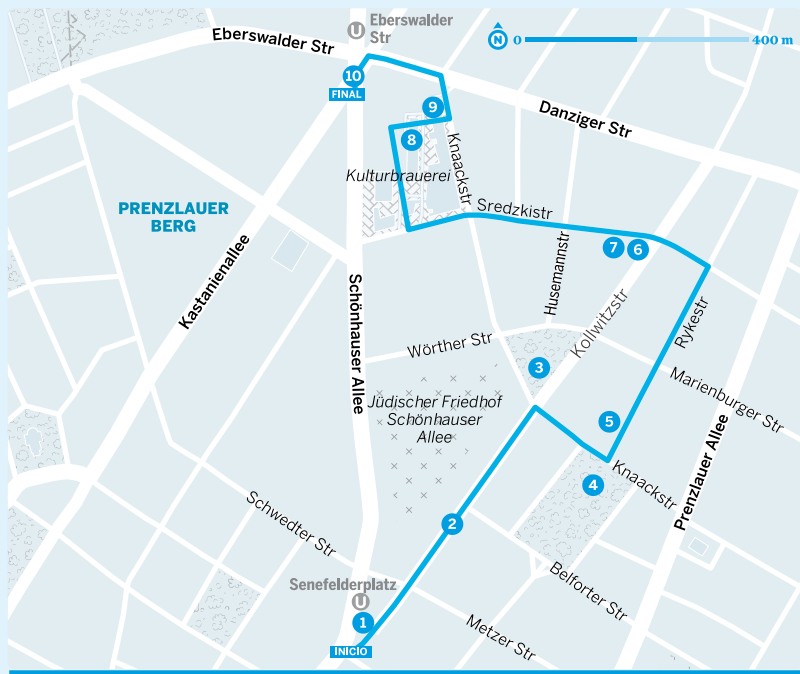 Eberswalder
Str
Eberswalder Str
N
0
400 m
10
FINAL
9
Danziger Str
8
Knaackstr
Kulturbrauerei
PRENZLAUER
BERG
Sredzkistr
7
6
Husemannstr
Kastanienallee
Schönhauser Allee
Kollwitzstr
Rykestr
Wörther Str
3
Marienburger Str
Jüdischer Friedhof
Schönhauser
Allee
5
Prenzlauer Allee
4
Knaackstr
Schwedter Str
2
Belforter Str
Senefelderplatz
U
U
1
Metzer Str
INICIO